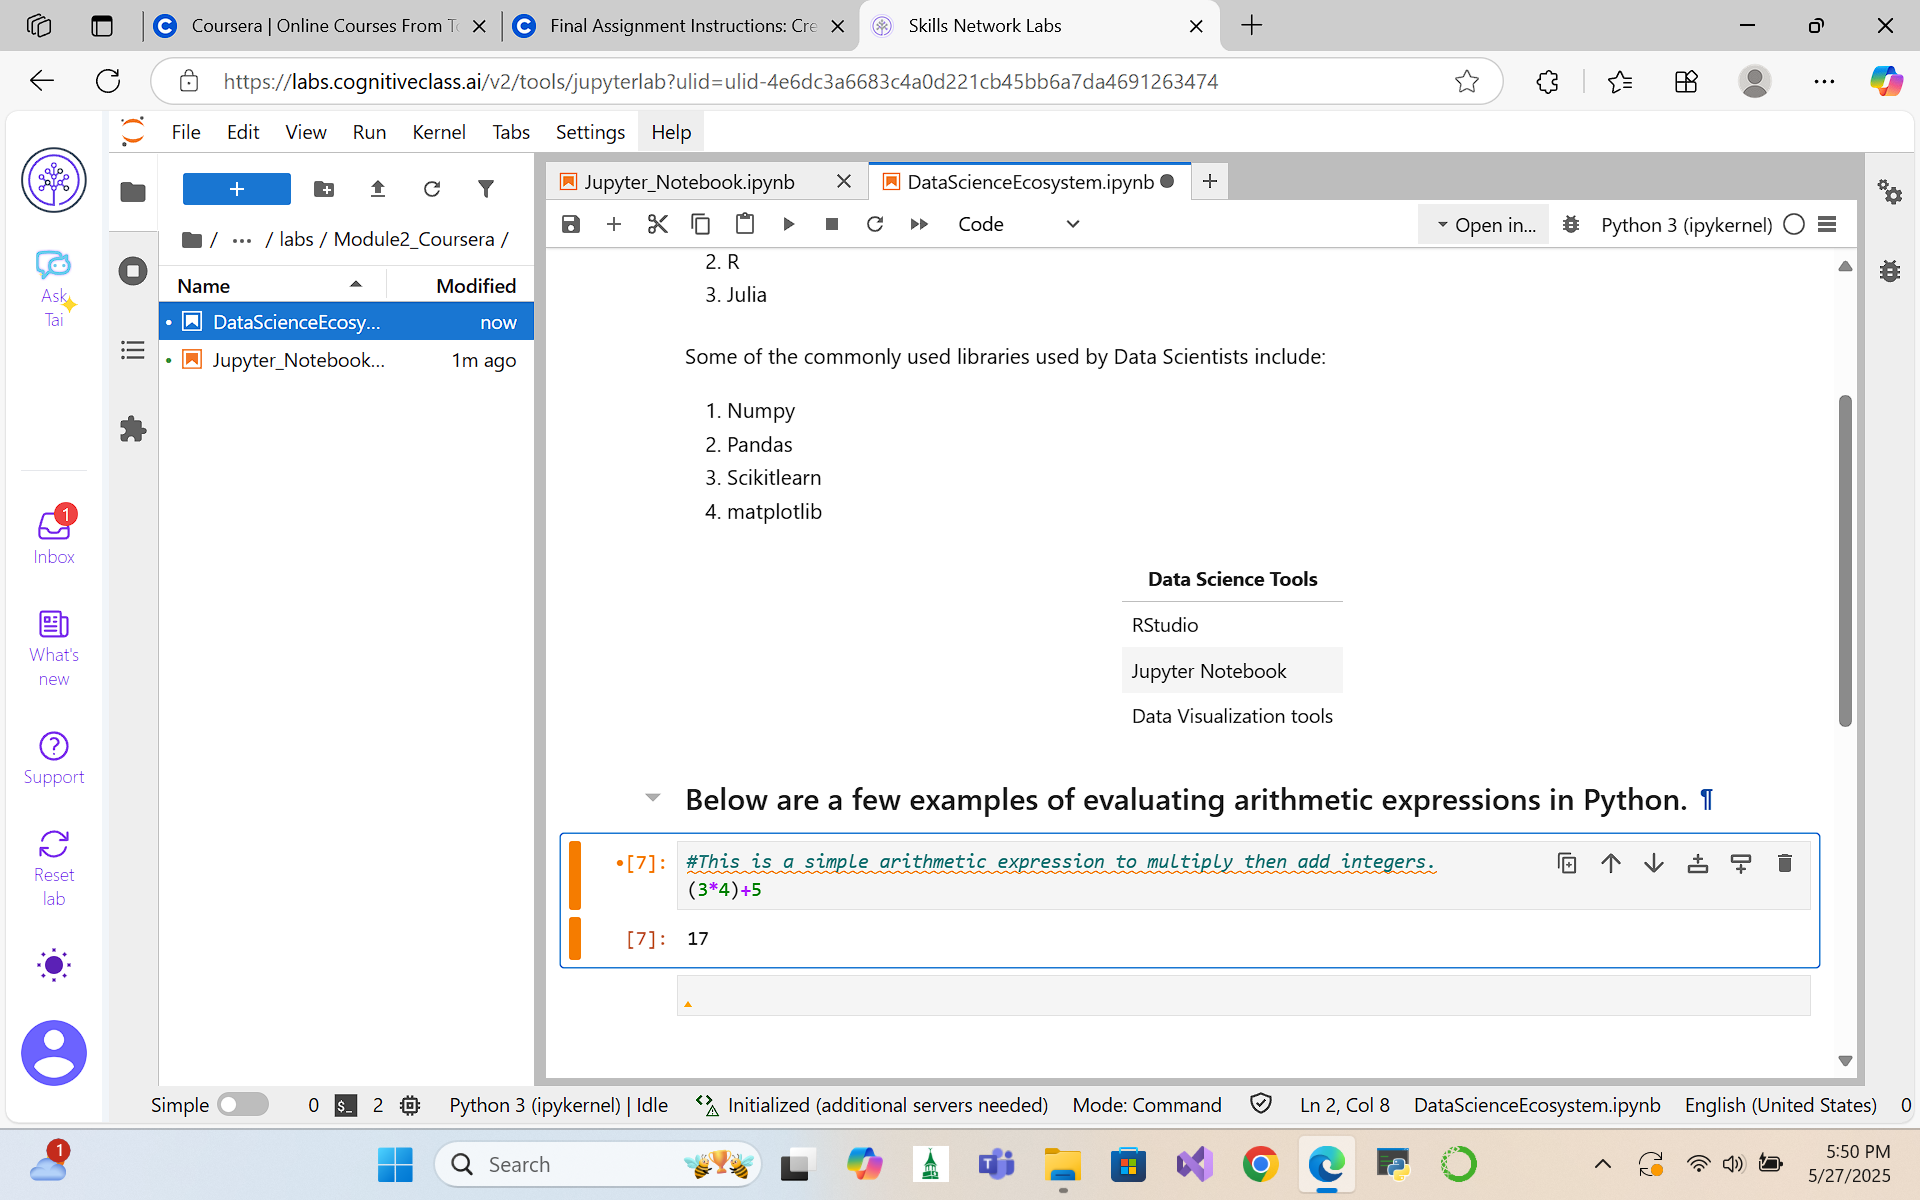 Coursera | Online Courses From To
Final Assignment Instructions: Cre
Skills Network Labs
https://labs.cognitiveclass.ai/v2/tools/jupyterlab?ulid=ulid-4e6dc3a6683c4a0d221cb45bb6a7da4691263474
File Edit View Run Kernel Tabs Settings Help
Ask
Tai
1
Inbox
What's
new
Support
Reset
lab
/ ... / labs / Module2_Coursera /
Name Modified
DataScienceEcosy... now
Jupyter_Notebook... 1m ago
Jupyter_Notebook.ipynb
DataScienceEcosystem.ipynb
Code
Open in...
Python 3 (ipykernel)
2. R
3. Julia
Some of the commonly used libraries used by Data Scientists include:
1. Numpy
2. Pandas
3. Scikitlearn
4. matplotlib
Data Science Tools
RStudio
Jupyter Notebook
Data Visualization tools
Below are a few examples of evaluating arithmetic expressions in Python. ¶
[7]: #This is a simple arithmetic expression to multiply then add integers.
(3*4)+5
[7]: 17
Simple 0 $_ 2 Python 3 (ipykernel) | Idle Initialized (additional servers needed) Mode: Command Ln 2, Col 8 DataScienceEcosystem.ipynb English (United States) 0
1
Search
5:50 PM
5/27/2025